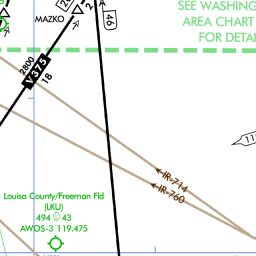 SEE WASHING
AREA CHART
FOR DETAI
MAZKO
46
2800
V375
18
IR-714
IR-760
Louisa County/Freeman Fld
(LKU)
494 43
AWOS-3 119.475